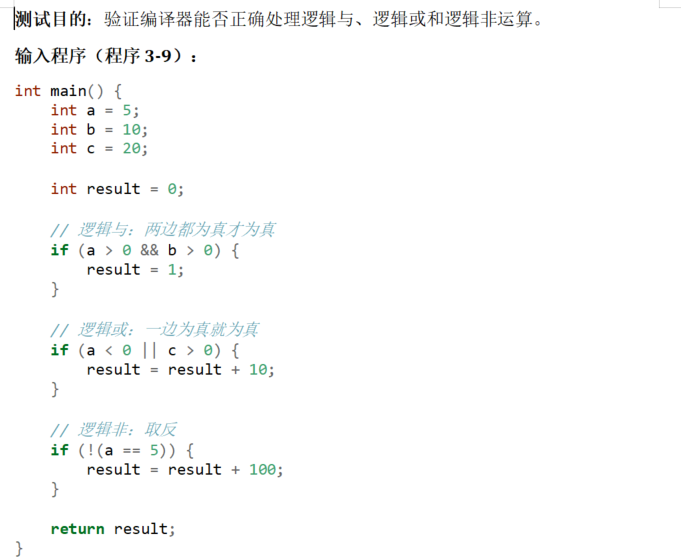 测试目的：验证编译器能否正确处理逻辑与、逻辑或和逻辑非运算。
输入程序（程序 3-9）：
int main() {
    int a = 5;
    int b = 10;
    int c = 20;

    int result = 0;

    // 逻辑与：两边都为真才为真
    if (a > 0 && b > 0) {
        result = 1;
    }

    // 逻辑或：一边为真就为真
    if (a < 0 || c > 0) {
        result = result + 10;
    }

    // 逻辑非：取反
    if (!(a == 5)) {
        result = result + 100;
    }

    return result;
}